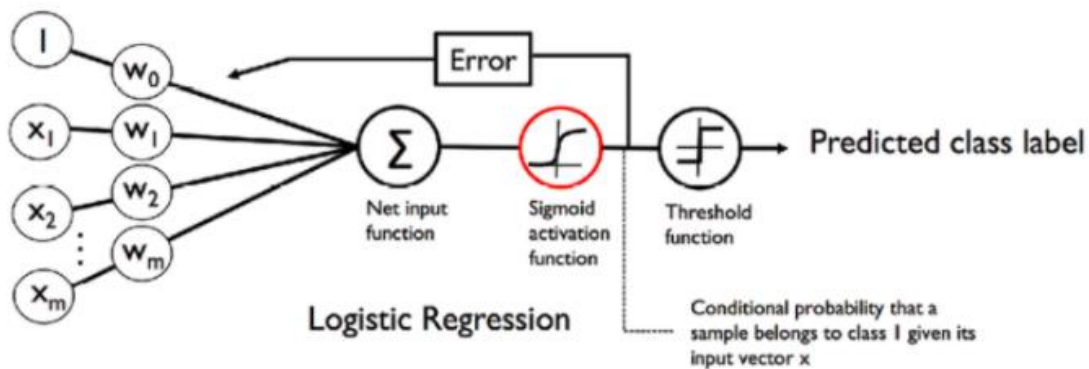 1
w0
x1
w1
x2
w2
⋮
xm
wm
Error
Σ
Net input
function
Sigmoid
activation
function
Threshold
function
Predicted class label
Logistic Regression
Conditional probability that a
sample belongs to class 1 given its
input vector x